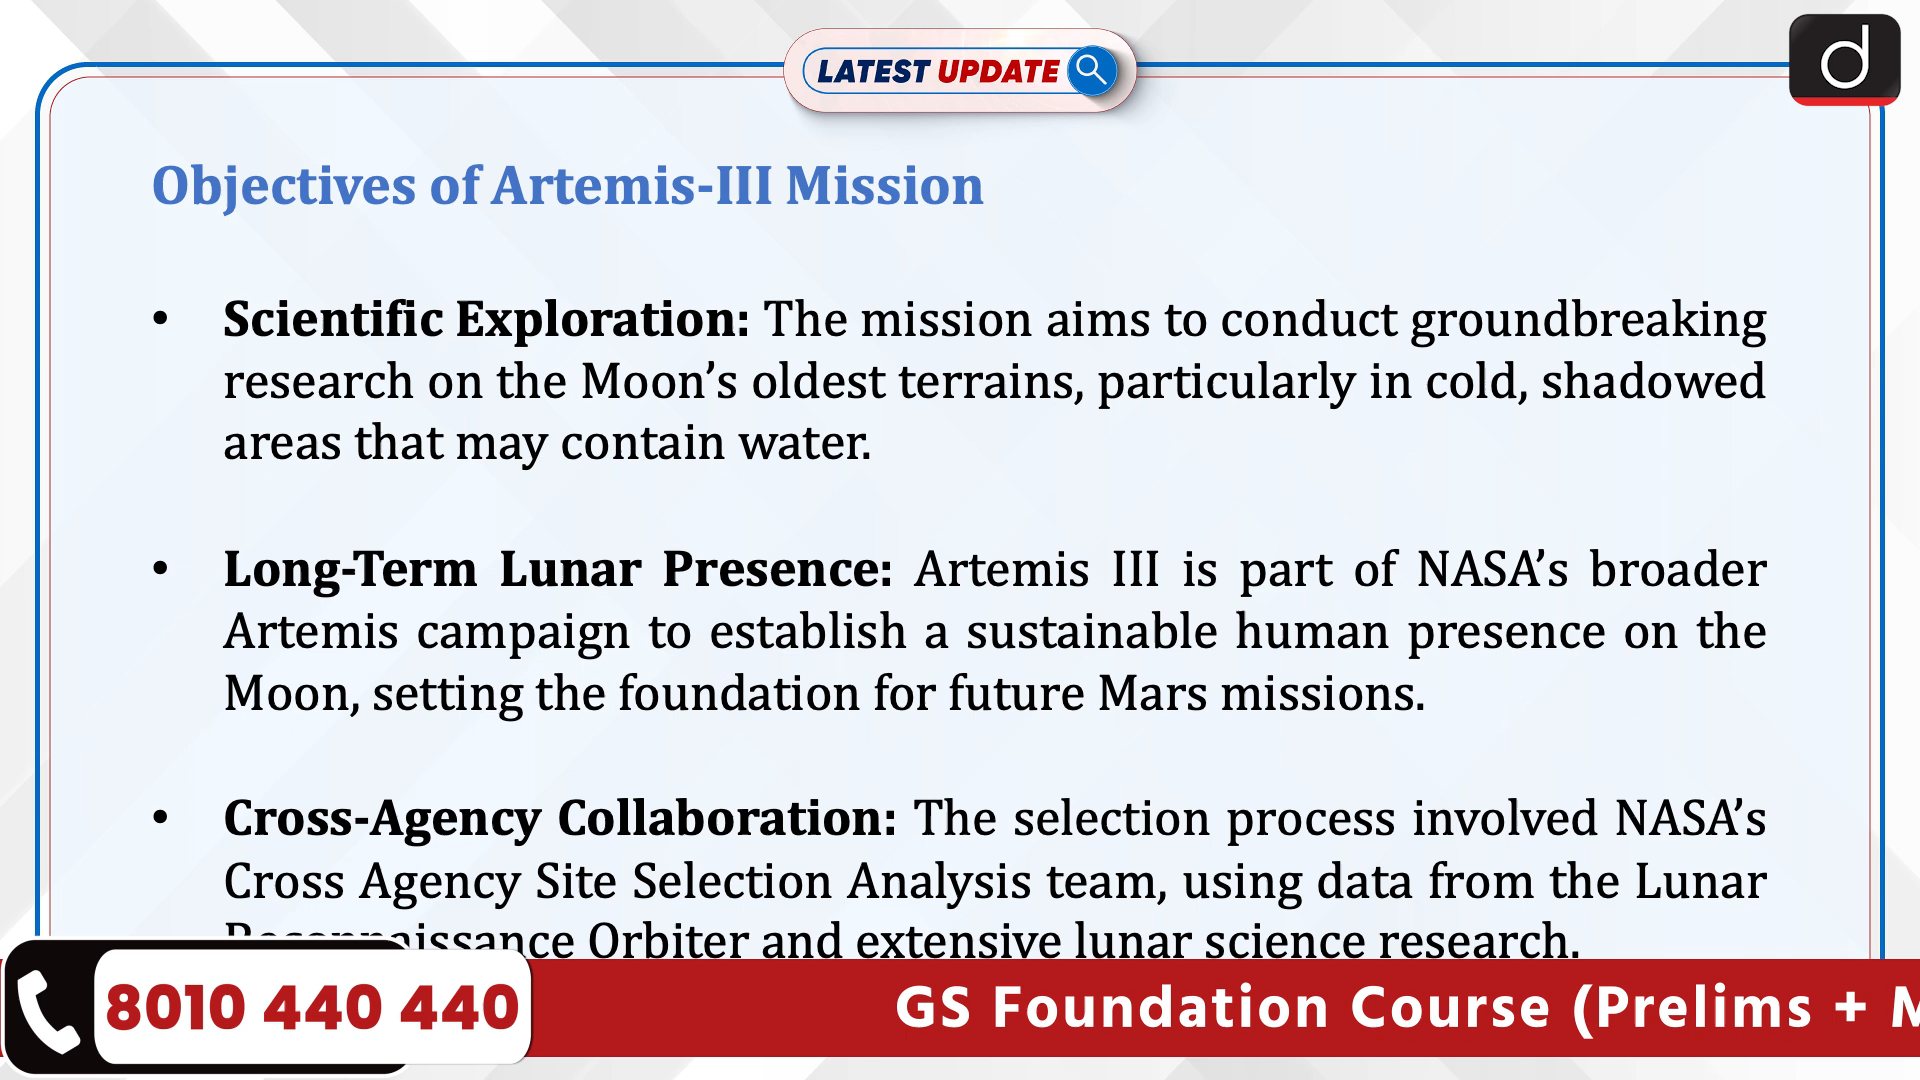 LATEST UPDATE
d
Objectives of Artemis-III Mission
• Scientific Exploration: The mission aims to conduct groundbreaking
research on the Moon’s oldest terrains, particularly in cold, shadowed
areas that may contain water.
• Long-Term Lunar Presence: Artemis III is part of NASA’s broader
Artemis campaign to establish a sustainable human presence on the
Moon, setting the foundation for future Mars missions.
• Cross-Agency Collaboration: The selection process involved NASA’s
Cross Agency Site Selection Analysis team, using data from the Lunar
Reconnaissance Orbiter and extensive lunar science research.
8010 440 440
GS Foundation Course (Prelims + M